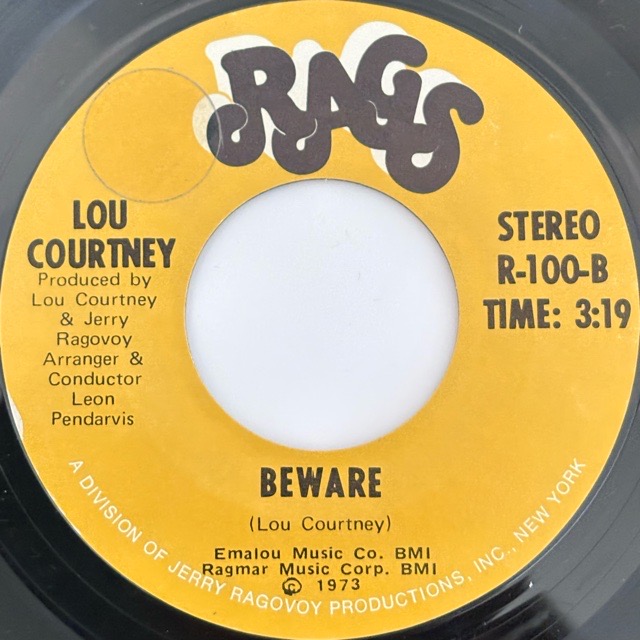 RAGS
LOU
COURTNEY
Produced by
Lou Courtney
& Jerry
Ragovoy
Arranger &
Conductor
Leon
Pendarvis
STEREO
R-100-B
TIME: 3:19
BEWARE
(Lou Courtney)
Emalou Music Co. BMI
Ragmar Music Corp. BMI
© 1973
A DIVISION OF JERRY RAGOVOY PRODUCTIONS, INC., NEW YORK